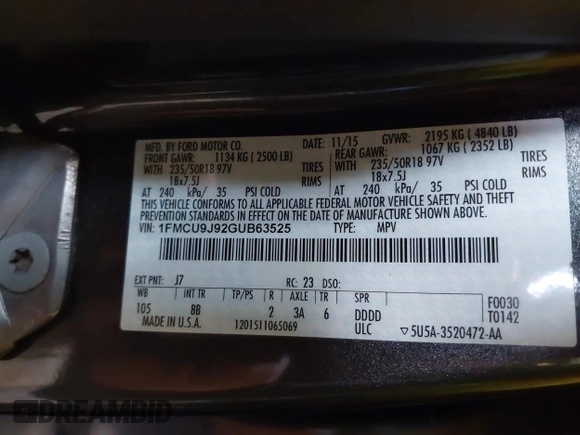 MFD. BY FORD MOTOR CO. DATE: 11/15 GVWR: 2195 KG ( 4840 LB)
FRONT GAWR: 1134 KG ( 2500 LB) REAR GAWR: 1067 KG ( 2352 LB)
WITH 235/50R18 97V TIRES WITH 235/50R18 97V TIRES
18x7.5J RIMS 18x7.5J RIMS
AT 240 kPa/ 35 PSI COLD AT 240 kPa/ 35 PSI COLD
THIS VEHICLE CONFORMS TO ALL APPLICABLE FEDERAL MOTOR VEHICLE SAFETY AND THEFT
PREVENTION STANDARDS IN EFFECT ON THE DATE OF MANUFACTURE SHOWN ABOVE.
VIN: 1FMCU9J92GUB63525 TYPE: MPV
EXT PNT: J7 RC: 23 DSO:
WB INT TR TP/PS R AXLE TR SPR F0030
105 8B 2 3A 6 DDDD T0142
MADE IN U.S.A. 1201511065069 ULC ▽5U5A-3520472-AA
DREAMBID